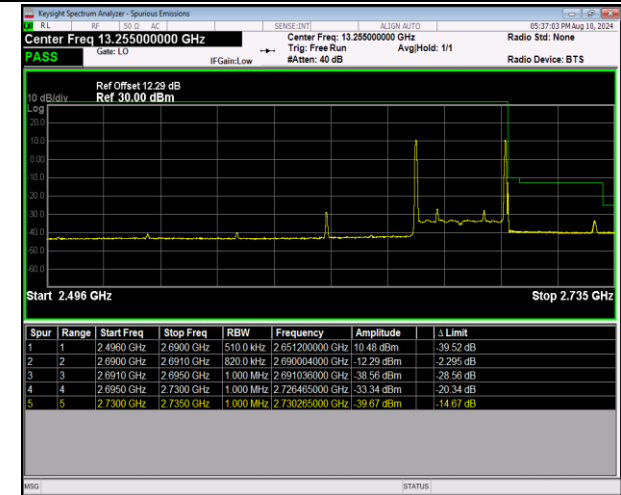 Keysight Spectrum Analyzer - Spurious Emissions
RL RF 50 Ω AC SENSE:INT ALIGN AUTO 05:37:03 PM Aug 10, 2024
Center Freq 13.255000000 GHz Center Freq: 13.255000000 GHz Radio Std: None
Gate: LO Trig: Free Run Avg|Hold: 1/1
PASS IFGain:Low #Atten: 40 dB Radio Device: BTS
Ref Offset 12.29 dB
10 dB/div Ref 30.00 dBm
Log
20.0
10.0
0.00
-10.0
-20.0
-30.0
-40.0
-50.0
-60.0
Start 2.496 GHz Stop 2.735 GHz
Spur Range Start Freq Stop Freq RBW Frequency Amplitude Δ Limit
1 1 2.4960 GHz 2.6900 GHz 510.0 kHz 2.651200000 GHz 10.48 dBm -39.52 dB
2 2 2.6900 GHz 2.6910 GHz 820.0 kHz 2.690004000 GHz -12.29 dBm -2.295 dB
3 3 2.6910 GHz 2.6950 GHz 1.000 MHz 2.691036000 GHz -38.56 dBm -28.56 dB
4 4 2.6950 GHz 2.7300 GHz 1.000 MHz 2.726465000 GHz -33.34 dBm -20.34 dB
5 5 2.7300 GHz 2.7350 GHz 1.000 MHz 2.730265000 GHz -39.67 dBm -14.67 dB
MSG STATUS